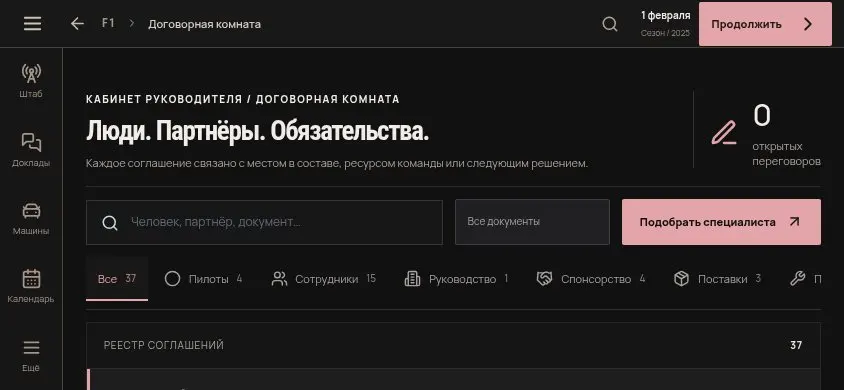 F1 > Договорная комната
1 февраля
Сезон / 2025
Продолжить
Штаб
Доклады
Машины
Календарь
Ещё
КАБИНЕТ РУКОВОДИТЕЛЯ / ДОГОВОРНАЯ КОМНАТА
Люди. Партнёры. Обязательства.
Каждое соглашение связано с местом в составе, ресурсом команды или следующим решением.
0
открытых
переговоров
Человек, партнёр, документ...
Все документы
Подобрать специалиста
Все 37
Пилоты 4
Сотрудники 15
Руководство 1
Спонсорство 4
Поставки 3
РЕЕСТР СОГЛАШЕНИЙ
37